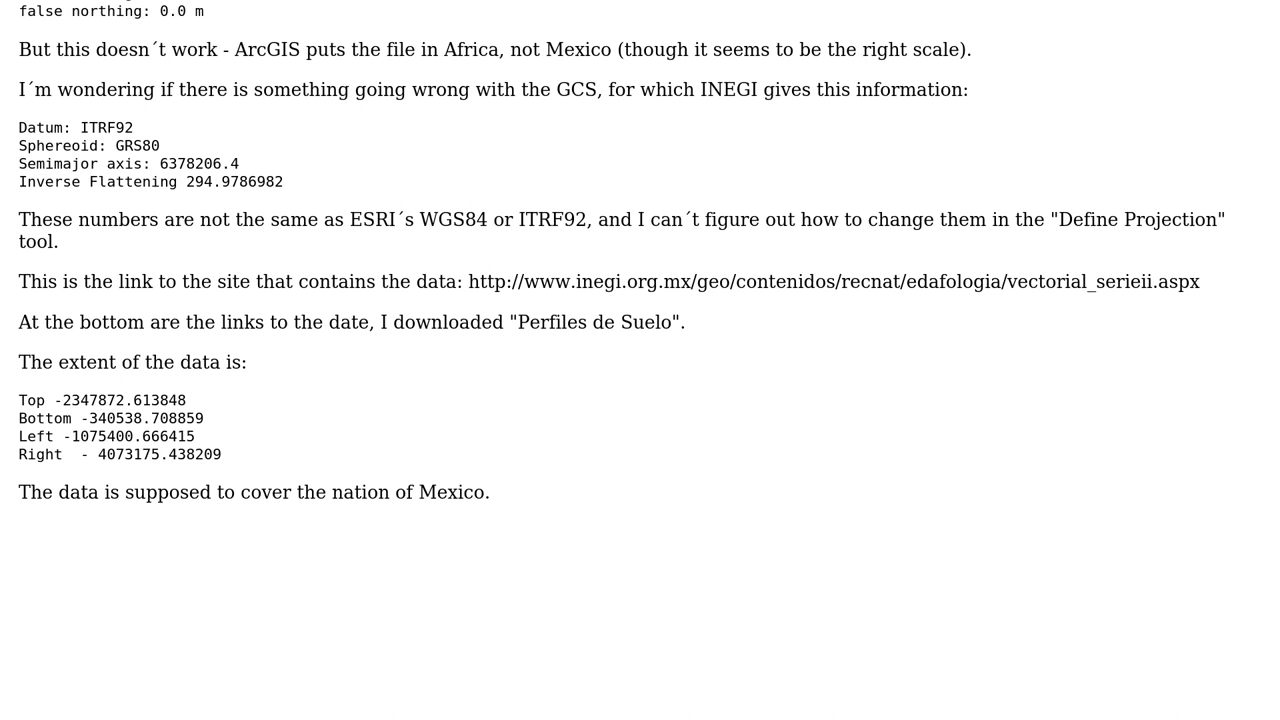 false northing: 0.0 m
But this doesn´t work - ArcGIS puts the file in Africa, not Mexico (though it seems to be the right scale).
I´m wondering if there is something going wrong with the GCS, for which INEGI gives this information:
Datum: ITRF92
Sphereoid: GRS80
Semimajor axis: 6378206.4
Inverse Flattening 294.9786982
These numbers are not the same as ESRI´s WGS84 or ITRF92, and I can´t figure out how to change them in the "Define Projection"
tool.
This is the link to the site that contains the data: http://www.inegi.org.mx/geo/contenidos/recnat/edafologia/vectorial_serieii.aspx
At the bottom are the links to the date, I downloaded "Perfiles de Suelo".
The extent of the data is:
Top -2347872.613848
Bottom -340538.708859
Left -1075400.666415
Right  - 4073175.438209
The data is supposed to cover the nation of Mexico.